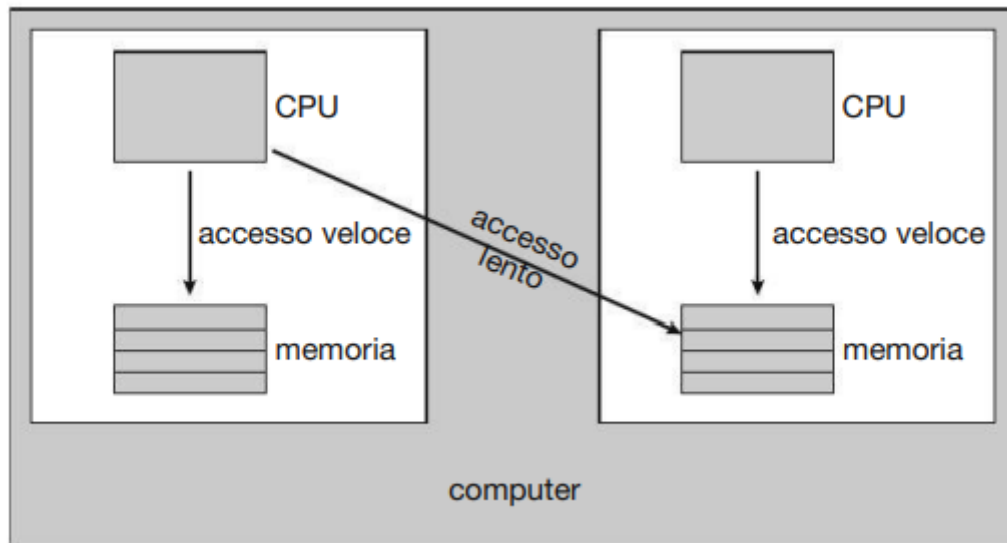 CPU
CPU
accesso veloce
accesso
lento
accesso veloce
memoria
memoria
computer